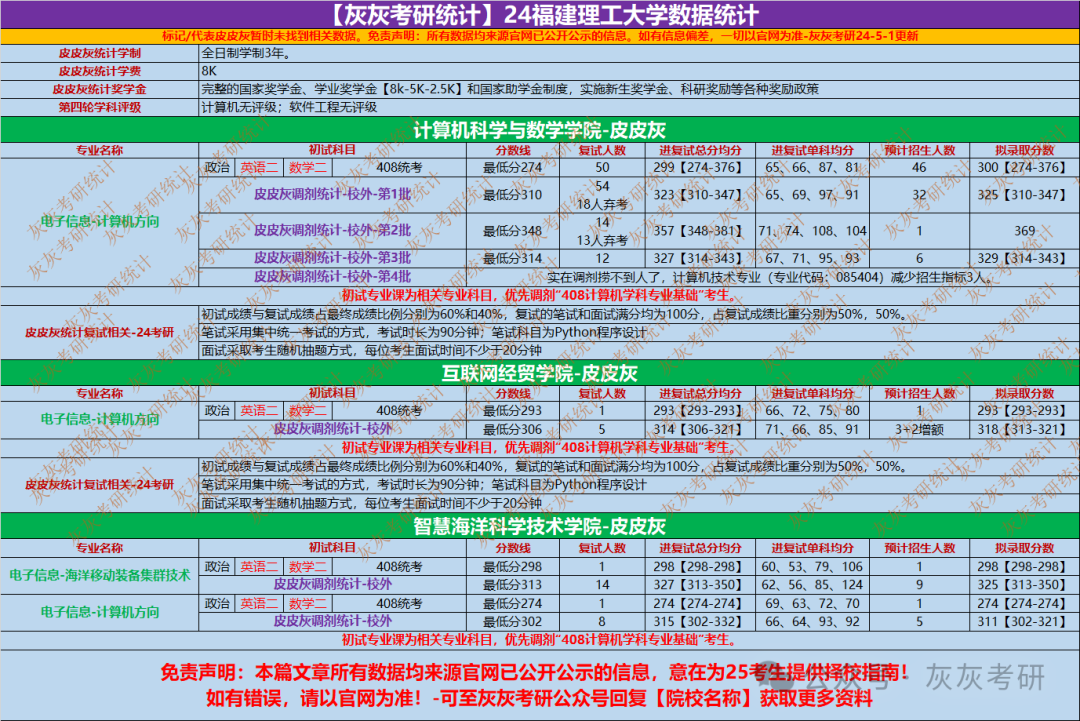 【灰灰考研统计】24福建理工大学数据统计
标记/代表皮皮灰暂时未找到相关数据。免责声明：所有数据均来源官网已公开公示的信息。如有信息偏差，一切以官网为准-灰灰考研24-5-1更新
皮皮灰统计学制 全日制学制3年。
皮皮灰统计学费 8K
皮皮灰统计奖学金 完整的国家奖学金、学业奖学金【8k-5K-2.5K】和国家助学金制度，实施新生奖学金、科研奖励等各种奖励政策
第四轮学科评级 计算机无评级；软件工程无评级
计算机科学与数学学院-皮皮灰
专业名称 初试科目 分数线 复试人数 进复试总分均分 进复试单科均分 预计招生人数 拟录取分数
电子信息-计算机方向 政治 英语二 数学二 408统考 最低分274 50 299【274-376】 65、66、87、81 46 300【274-376】
皮皮灰调剂统计-校外-第1批 最低分310 54 18人弃考 323【310-347】 65、69、97、91 32 325【310-347】
皮皮灰调剂统计-校外-第2批 最低分348 14 13人弃考 357【348-381】 71、74、108、104 1 369
皮皮灰调剂统计-校外-第3批 最低分314 12 327【314-343】 67、71、95、93 6 329【314-343】
皮皮灰调剂统计-校外-第4批 实在调剂捞不到人了，计算机技术专业（专业代码：085404）减少招生指标3人。
初试专业课为相关专业科目，优先调剂“408计算机学科专业基础”考生。
皮皮灰统计复试相关-24考研 初试成绩与复试成绩占最终成绩比例分别为60%和40%，复试的笔试和面试满分均为100分，占复试成绩比重分别为50%，50%。
笔试采用集中统一考试的方式，考试时长为90分钟；笔试科目为Python程序设计
面试采取考生随机抽题方式，每位考生面试时间不少于20分钟
互联网经贸学院-皮皮灰
专业名称 初试科目 分数线 复试人数 进复试总分均分 进复试单科均分 预计招生人数 拟录取分数
电子信息-计算机方向 政治 英语二 数学二 408统考 最低分293 1 293【293-293】 66、72、75、80 1 293【293-293】
皮皮灰调剂统计-校外 最低分306 5 314【306-321】 71、66、85、91 3+2增额 318【313-321】
初试专业课为相关专业科目，优先调剂“408计算机学科专业基础”考生。
皮皮灰统计复试相关-24考研 初试成绩与复试成绩占最终成绩比例分别为60%和40%，复试的笔试和面试满分均为100分，占复试成绩比重分别为50%，50%。
笔试采用集中统一考试的方式，考试时长为90分钟；笔试科目为Python程序设计
面试采取考生随机抽题方式，每位考生面试时间不少于20分钟
智慧海洋科学技术学院-皮皮灰
专业名称 初试科目 分数线 复试人数 进复试总分均分 进复试单科均分 预计招生人数 拟录取分数
电子信息-海洋移动装备集群技术 政治 英语二 数学二 408统考 最低分298 1 298【298-298】 60、53、79、106 1 298【298-298】
皮皮灰调剂统计-校外 最低分313 14 327【313-350】 62、56、85、124 9 325【313-350】
电子信息-计算机方向 政治 英语二 数学二 408统考 最低分274 1 274【274-274】 69、63、72、70 1 274【274-274】
皮皮灰调剂统计-校外 最低分302 8 315【302-332】 66、64、93、92 5 311【302-321】
初试专业课为相关专业科目，优先调剂“408计算机学科专业基础”考生。
免责声明：本篇文章所有数据均来源官网已公开公示的信息，意在为25考生提供择校指南！
如有错误，请以官网为准！-可至灰灰考研公众号回复【院校名称】获取更多资料
公众号 灰灰考研
灰灰考研统计